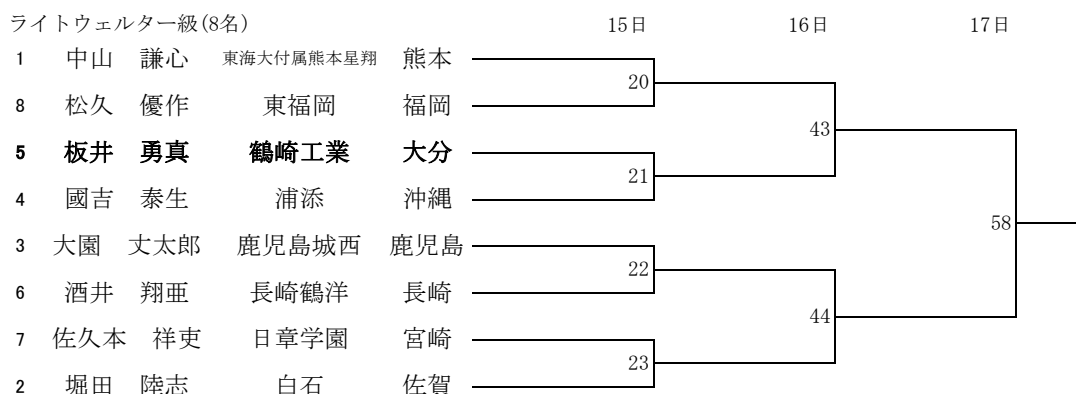 ライトウェルター級(8名) 15日 16日 17日
1 中山 謙心 東海大付属熊本星翔 熊本
20
8 松久 優作 東福岡 福岡
43
5 板井 勇真 鶴崎工業 大分
21
4 國吉 泰生 浦添 沖縄
58
3 大園 丈太郎 鹿児島城西 鹿児島
22
6 酒井 翔亜 長崎鶴洋 長崎
44
7 佐久本 祥吏 日章学園 宮崎
23
2 堀田 陸志 白石 佐賀